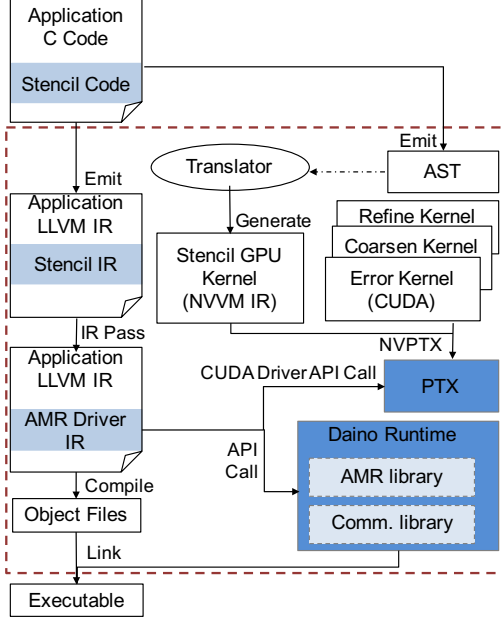 Application
C Code
Stencil Code
Emit
Emit
Translator
AST
Application
LLVM IR
Stencil IR
Generate
Refine Kernel
Coarsen Kernel
Error Kernel
(CUDA)
Stencil GPU
Kernel
(NVVM IR)
IR Pass
NVPTX
Application
LLVM IR
AMR Driver
IR
CUDA Driver API Call
PTX
API
Call
Daino Runtime
AMR library
Comm. library
Compile
Object Files
Link
Executable